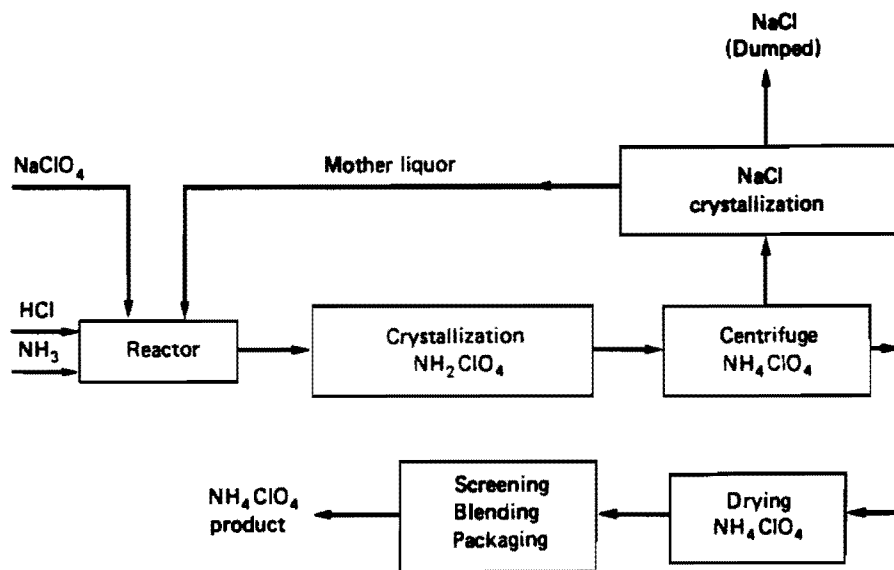 NaCl
(Dumped)
NaClO₄
Mother liquor
NaCl
crystallization
HCl
NH₃
Reactor
Crystallization
NH₂ClO₄
Centrifuge
NH₄ClO₄
NH₄ClO₄
product
Screening
Blending
Packaging
Drying
NH₄ClO₄